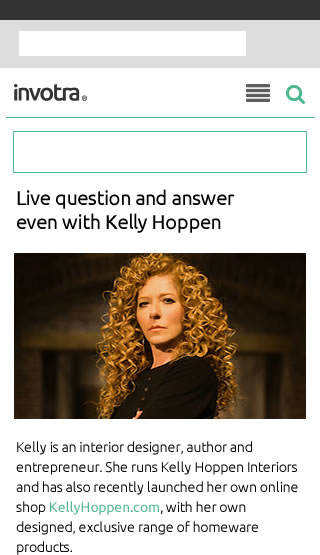 invotra®
Live question and answer
even with Kelly Hoppen
Kelly is an interior designer, author and
entrepreneur. She runs Kelly Hoppen Interiors
and has also recently launched her own online
shop KellyHoppen.com, with her own
designed, exclusive range of homeware
products.